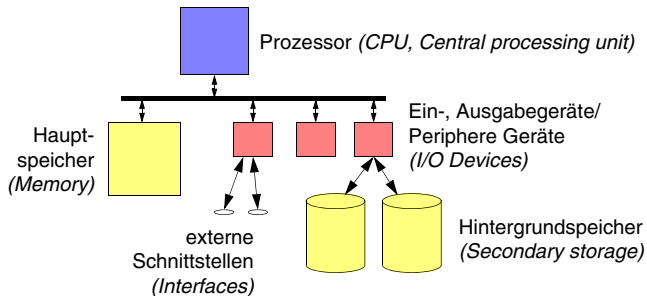 Prozessor (CPU, Central processing unit)
Haupt-
speicher
(Memory)
Ein-, Ausgabegeräte/
Periphere Geräte
(I/O Devices)
externe
Schnittstellen
(Interfaces)
Hintergrundspeicher
(Secondary storage)